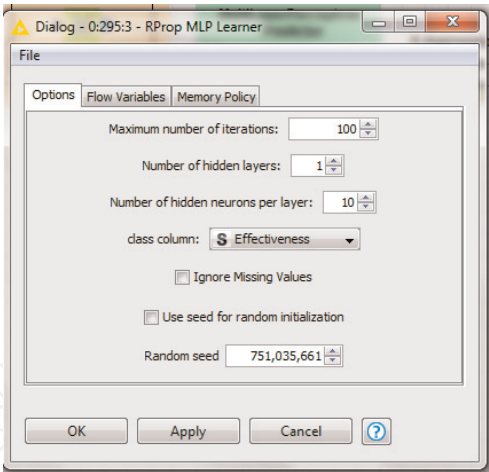 Dialog - 0:295:3 - RProp MLP Learner
File
Options Flow Variables Memory Policy
Maximum number of iterations: 100
Number of hidden layers: 1
Number of hidden neurons per layer: 10
class column: S Effectiveness
Ignore Missing Values
Use seed for random initialization
Random seed 751,035,661
OK Apply Cancel ?